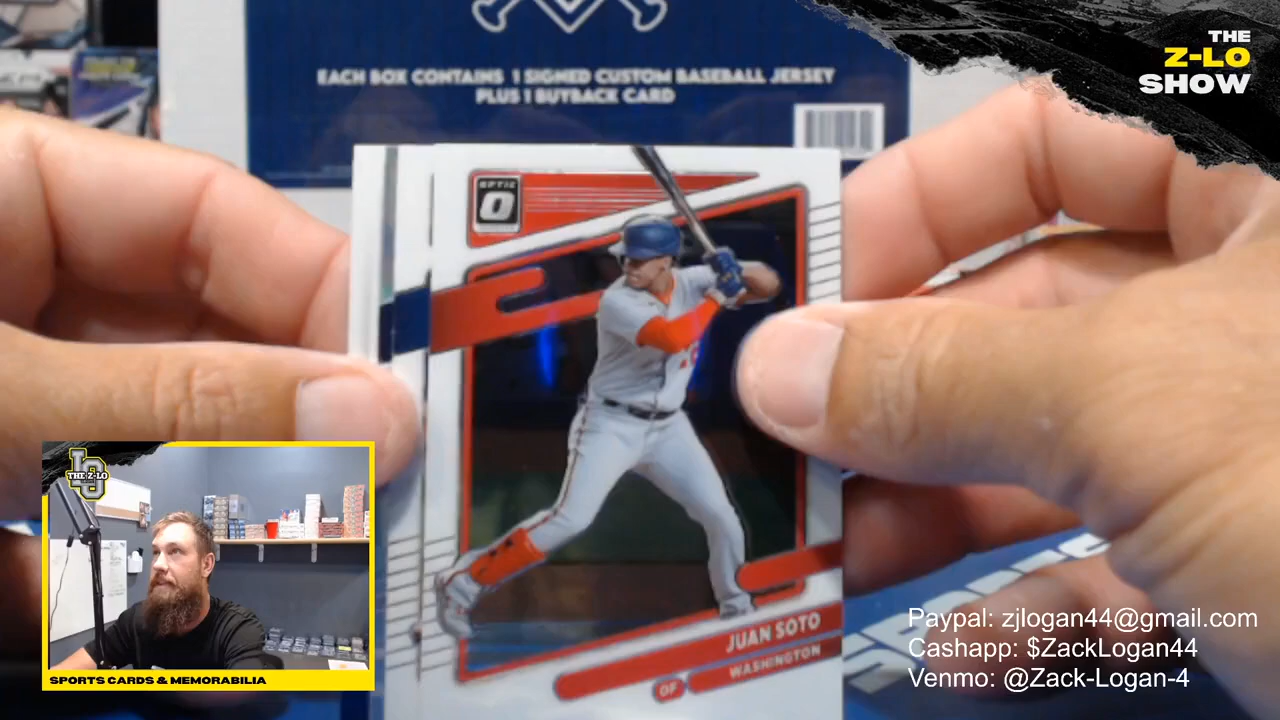 EACH BOX CONTAINS 1 SIGNED CUSTOM BASEBALL JERSEY
PLUS 1 BUYBACK CARD
THE
Z-LO
SHOW
OPTIC
O
JUAN SOTO
WASHINGTON
OF
LO
THE Z-LO
SPORTS CARDS & MEMORABILIA
Paypal: zjlogan44@gmail.com
Cashapp: $ZackLogan44
Venmo: @Zack-Logan-4